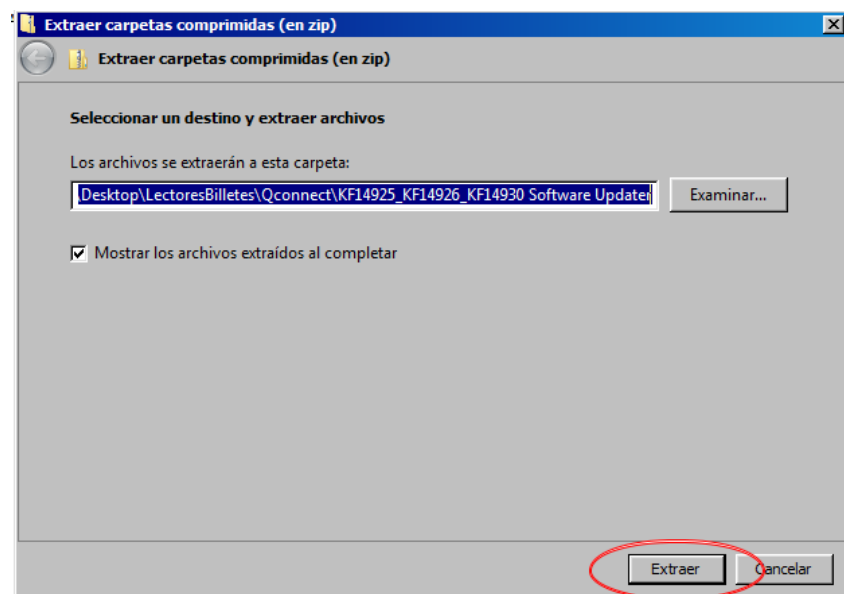 Extraer carpetas comprimidas (en zip)
Extraer carpetas comprimidas (en zip)
Seleccionar un destino y extraer archivos
Los archivos se extraerán a esta carpeta:
\Desktop\LectoresBilletes\Qconnect\KF14925_KF14926_KF14930 Software Updater
Examinar...
Mostrar los archivos extraídos al completar
Extraer
Cancelar